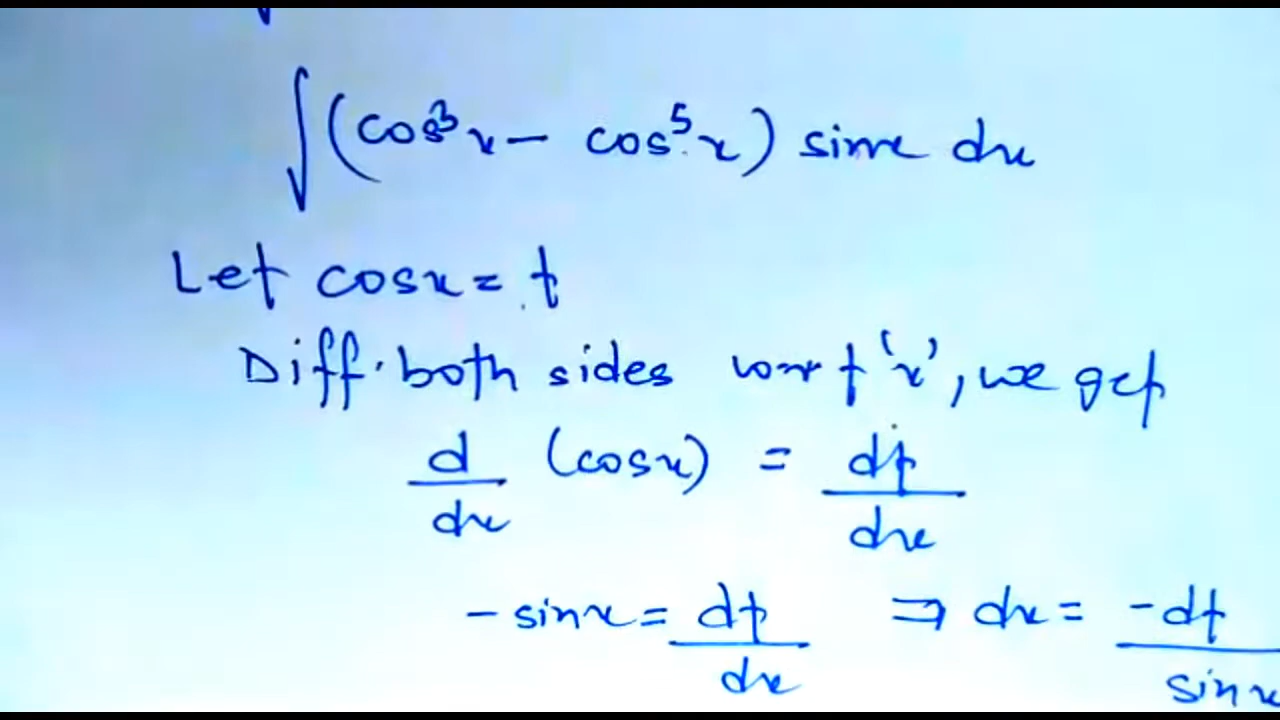 ∫(cos³x - cos⁵x) sinx dx
Let cosx = t
Diff. both sides wrt 'x', we get
d/dx (cosx) = dt/dx
-sinx = dt/dx ⇒ dx = -dt/sinx